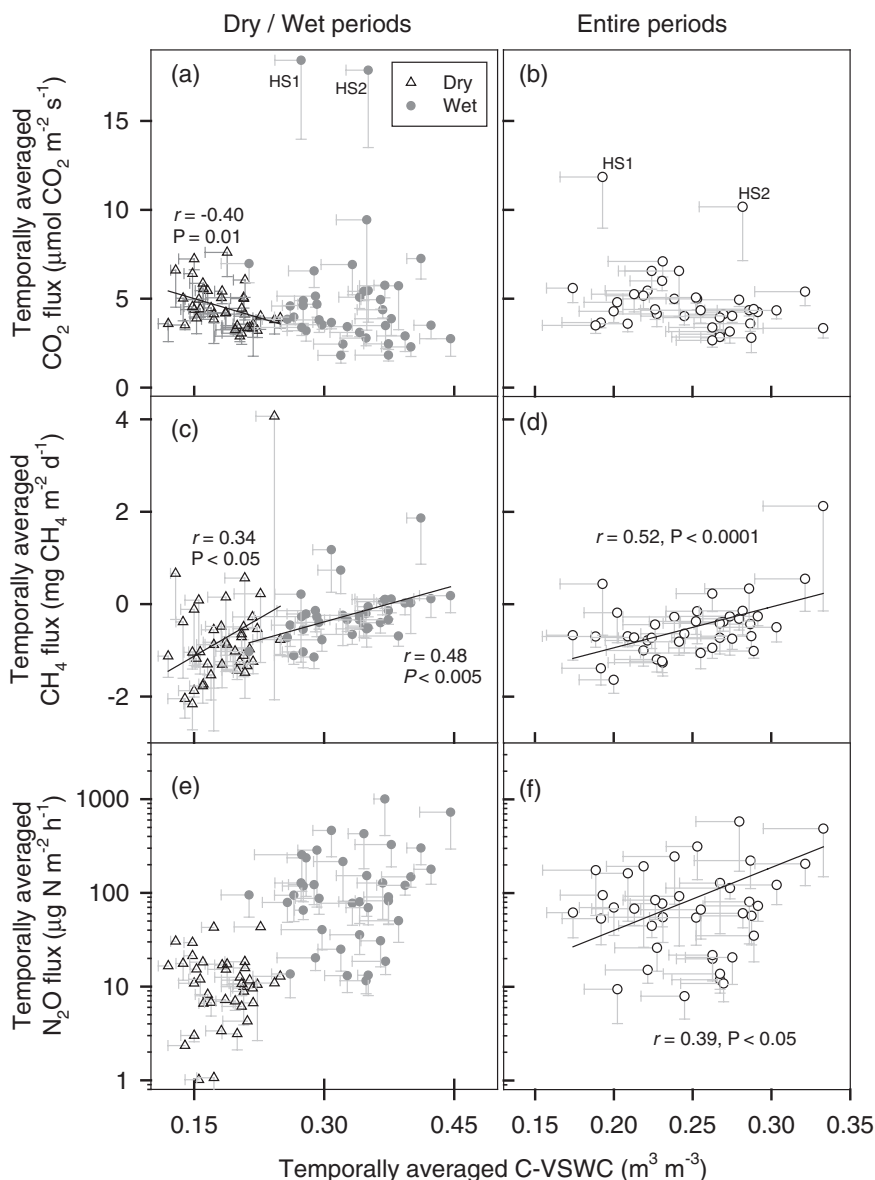 Dry / Wet periods
Entire periods
Temporally averaged
CO₂ flux (μmol CO₂ m⁻² s⁻¹)
(a)
HS1
HS2
Dry
Wet
r = -0.40
P = 0.01
15
10
5
0
(b)
HS1
HS2
Temporally averaged
CH₄ flux (mg CH₄ m⁻² d⁻¹)
(c)
r = 0.34
P < 0.05
r = 0.48
P < 0.005
4
2
0
-2
(d)
r = 0.52, P < 0.0001
Temporally averaged
N₂O flux (μg N m⁻² h⁻¹)
(e)
1000
100
10
1
(f)
r = 0.39, P < 0.05
0.15 0.30 0.45
0.15 0.20 0.25 0.30 0.35
Temporally averaged C-VSWC (m³ m⁻³)